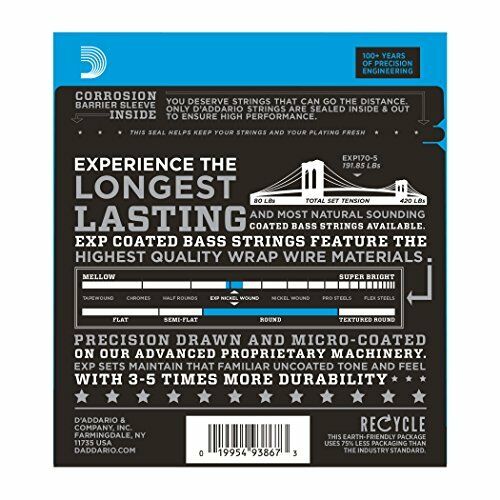 100+ YEARS
OF PRECISION
ENGINEERING
CORROSION
BARRIER SLEEVE
INSIDE
YOU DESERVE STRINGS THAT CAN GO THE DISTANCE.
ONLY D'ADDARIO STRINGS ARE SEALED INSIDE & OUT
TO ENSURE HIGH PERFORMANCE.
THIS SEAL HELPS KEEP YOUR STRINGS AND YOUR PLAYING FRESH
EXPERIENCE THE
LONGEST
LASTING
EXP170-5
191.85 LBs
80 LBs TOTAL SET TENSION 420 LBs
AND MOST NATURAL SOUNDING
COATED BASS STRINGS AVAILABLE.
EXP COATED BASS STRINGS FEATURE THE
HIGHEST QUALITY WRAP WIRE MATERIALS
MELLOW SUPER BRIGHT
TAPEWOUND CHROMES HALF ROUNDS EXP NICKEL WOUND NICKEL WOUND PRO STEELS FLEX STEELS
FLAT SEMI-FLAT ROUND TEXTURED ROUND
PRECISION DRAWN AND MICRO-COATED
ON OUR ADVANCED PROPRIETARY MACHINERY.
EXP SETS MAINTAIN THAT FAMILIAR UNCOATED TONE AND FEEL
WITH 3-5 TIMES MORE DURABILITY
D'ADDARIO &
COMPANY, INC.
FARMINGDALE, NY
11735 USA
DADDARIO.COM
0 19954 93867 3
RECYCLE
THIS EARTH-FRIENDLY PACKAGE
USES 75% LESS PACKAGING THAN
THE INDUSTRY STANDARD.